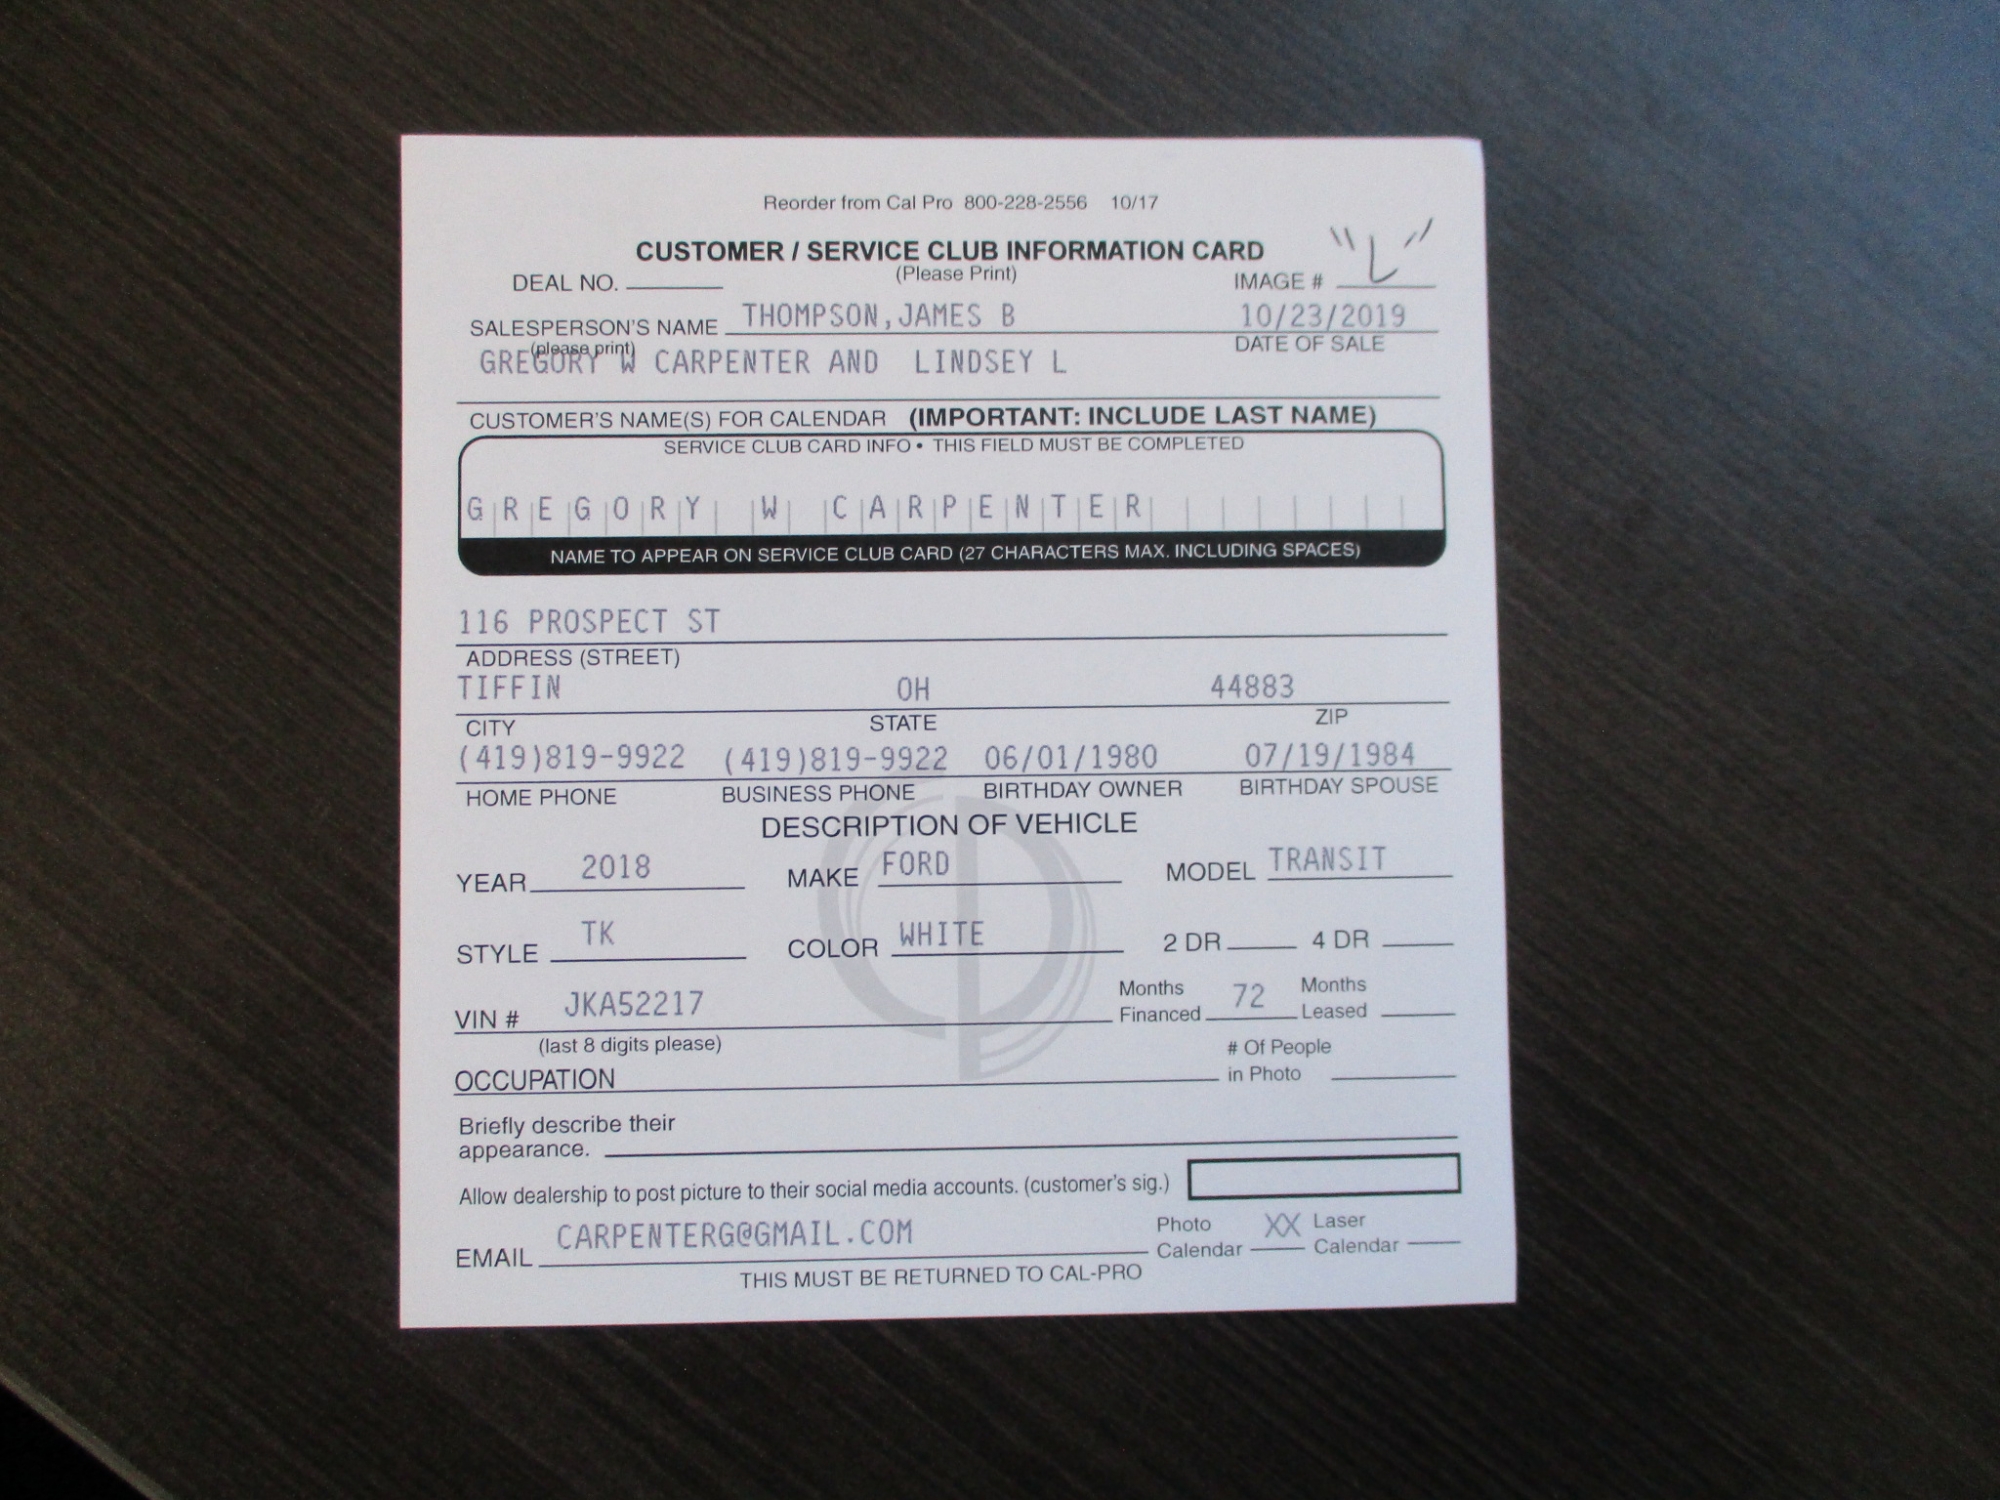 Reorder from Cal Pro 800-228-2556 10/17
CUSTOMER / SERVICE CLUB INFORMATION CARD
(Please Print)
DEAL NO.
IMAGE # "L"
SALESPERSON'S NAME THOMPSON,JAMES B 10/23/2019
(please print) DATE OF SALE
GREGORY W CARPENTER AND LINDSEY L
CUSTOMER'S NAME(S) FOR CALENDAR (IMPORTANT: INCLUDE LAST NAME)
SERVICE CLUB CARD INFO • THIS FIELD MUST BE COMPLETED
GREGORY W CARPENTER
NAME TO APPEAR ON SERVICE CLUB CARD (27 CHARACTERS MAX. INCLUDING SPACES)
116 PROSPECT ST
ADDRESS (STREET)
TIFFIN OH 44883
CITY STATE ZIP
(419)819-9922 (419)819-9922 06/01/1980 07/19/1984
HOME PHONE BUSINESS PHONE BIRTHDAY OWNER BIRTHDAY SPOUSE
DESCRIPTION OF VEHICLE
YEAR 2018 MAKE FORD MODEL TRANSIT
STYLE TK COLOR WHITE 2 DR 4 DR
VIN # JKA52217 Months Financed 72 Months Leased
(last 8 digits please)
OCCUPATION # Of People in Photo
Briefly describe their
appearance.
Allow dealership to post picture to their social media accounts. (customer's sig.)
EMAIL CARPENTERG@GMAIL.COM Photo Calendar XX Laser Calendar
THIS MUST BE RETURNED TO CAL-PRO